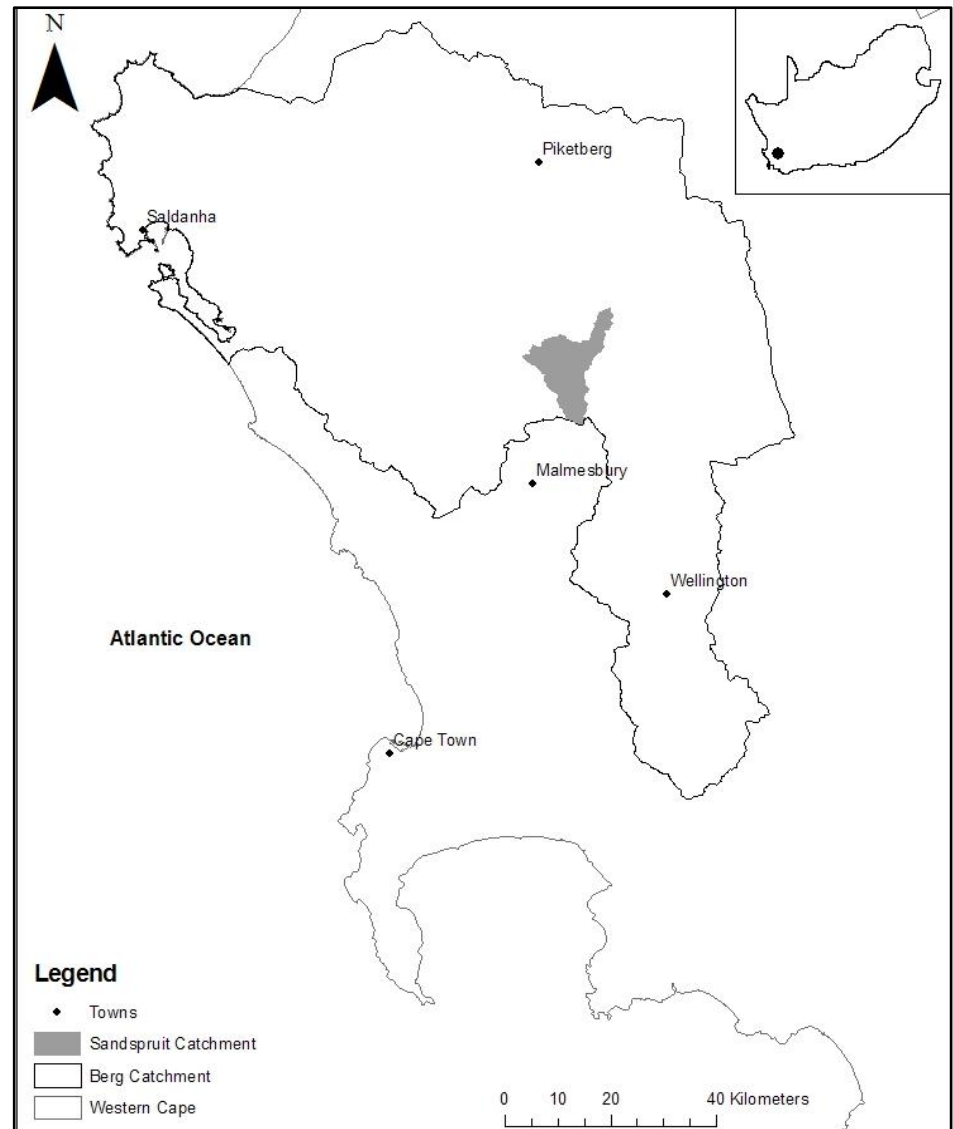 N
Piketberg
Saldanha
Malmesbury
Wellington
Atlantic Ocean
Cape Town
Legend
Towns
Sandspruit Catchment
Berg Catchment
Western Cape
0 10 20 40 Kilometers